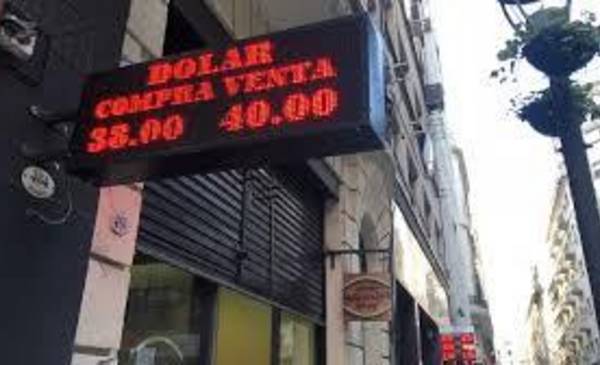 DOLAR
COMPRA VENTA
38.00 40.00